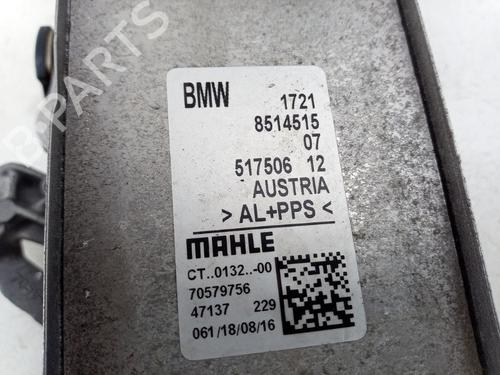 BMW 1721
8514515
07
517506 12
AUSTRIA
>AL+PPS<
MAHLE
CT..0132..-00
70579756
47137 229
061/18/08/16
B-PARTS